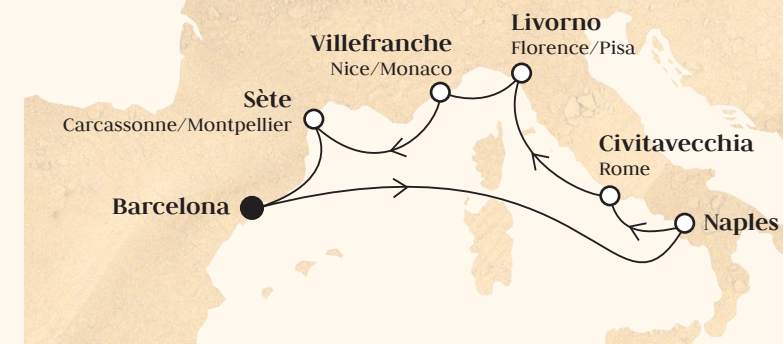 Livorno
Florence/Pisa
Villefranche
Nice/Monaco
Sète
Carcassonne/Montpellier
Civitavecchia
Rome
Barcelona
Naples